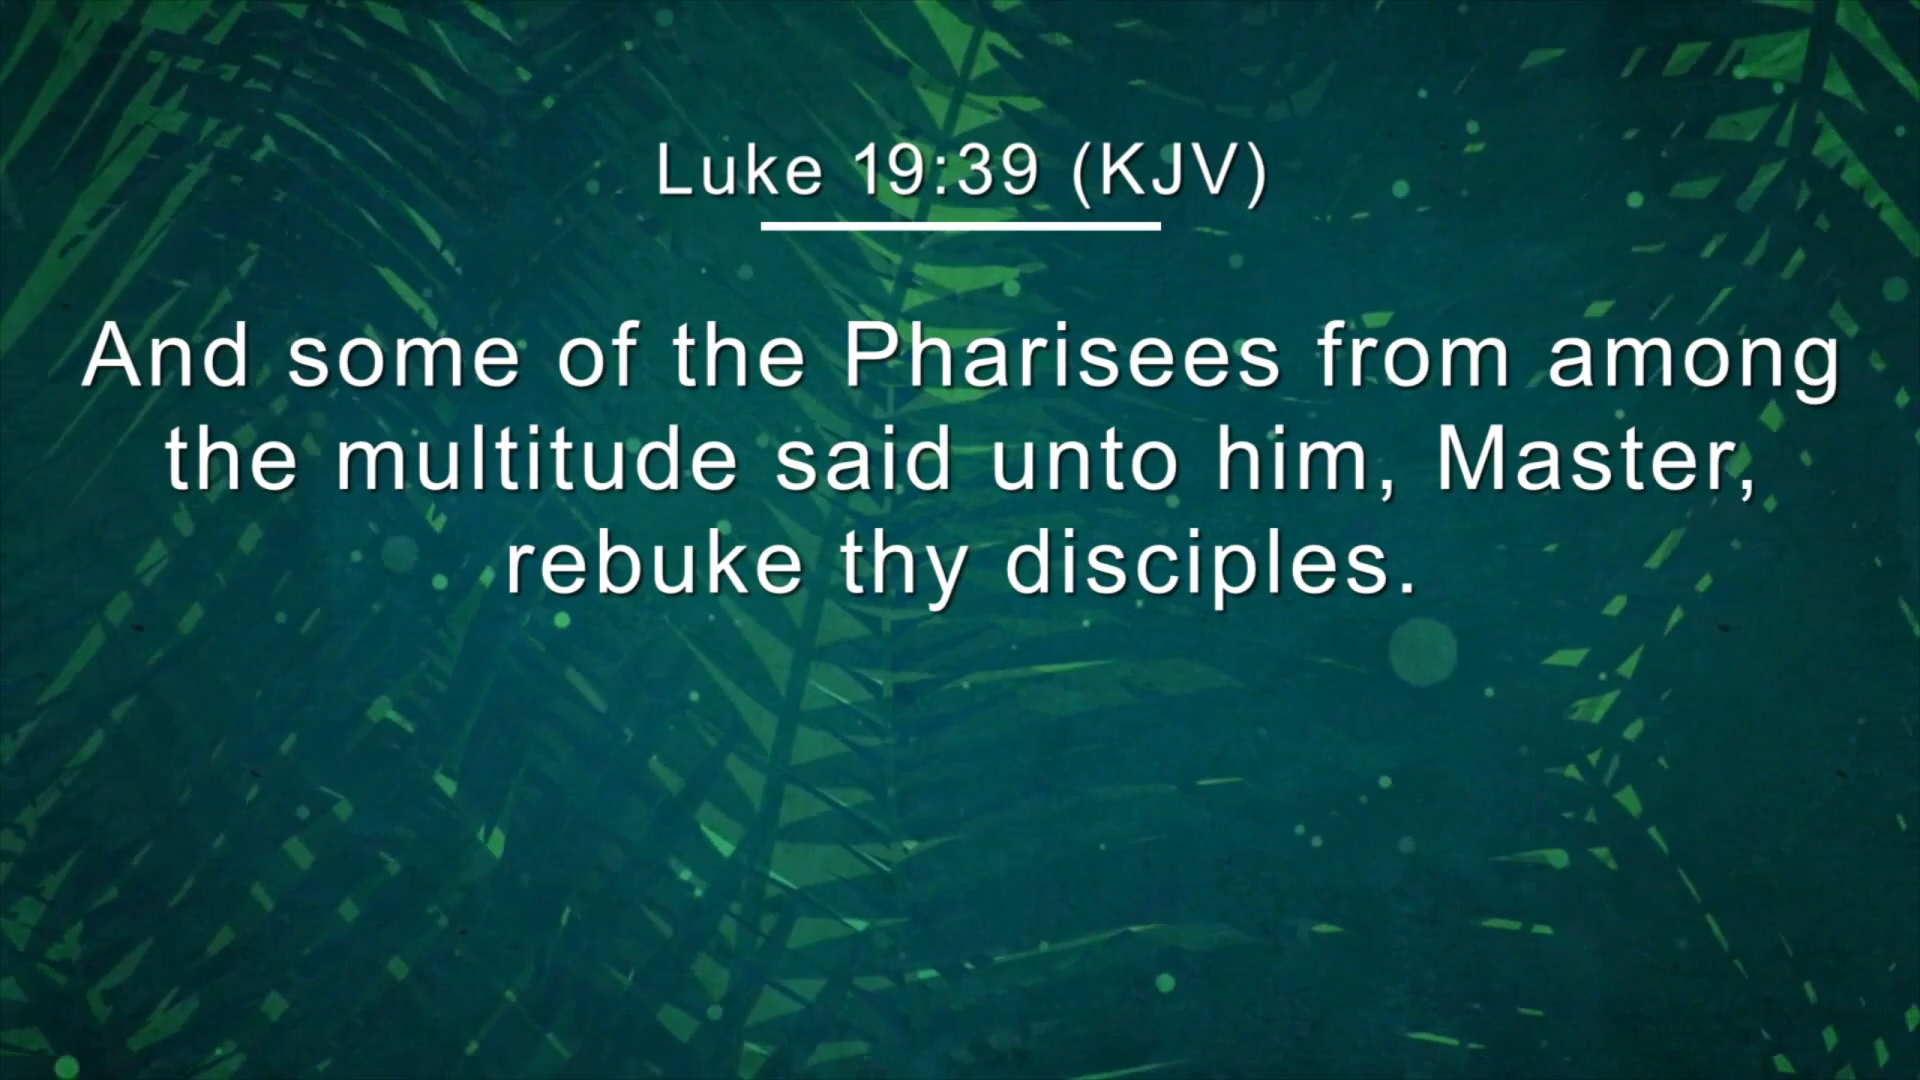 Luke 19:39 (KJV)
And some of the Pharisees from among
the multitude said unto him, Master,
rebuke thy disciples.